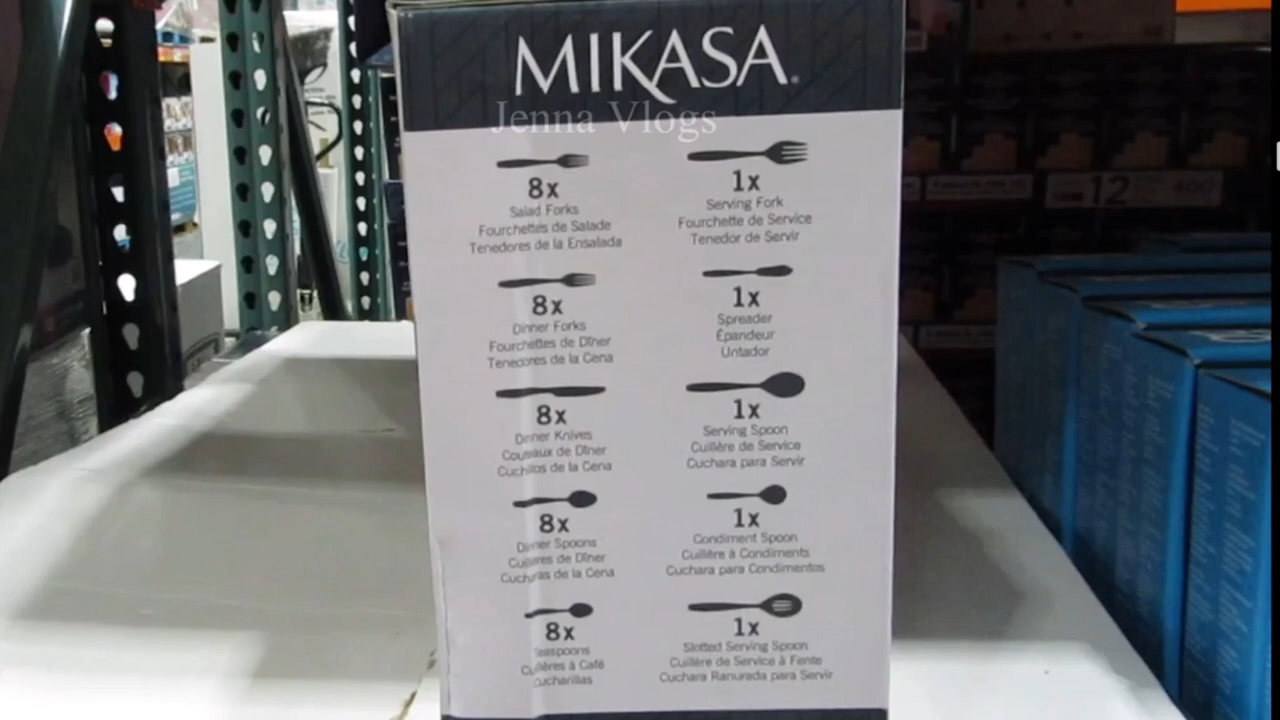 MIKASA
Jenna Vlogs
8x
Salad Forks
Fourchettes de Salade
Tenedores de la Ensalada
8x
Dinner Forks
Fourchettes de Dîner
Tenedores de la Cena
8x
Dinner Knives
Couteaux de Dîner
Cuchillos de la Cena
8x
Dinner Spoons
Cuillères de Dîner
Cucharas de la Cena
8x
Teaspoons
Cuillères à Café
Cucharillas
1x
Serving Fork
Fourchette de Service
Tenedor de Servir
1x
Spreader
Épandeur
Untador
1x
Serving Spoon
Cuillère de Service
Cuchara para Servir
1x
Condiment Spoon
Cuillère à Condiments
Cuchara para Condimentos
1x
Slotted Serving Spoon
Cuillère de Service à Fente
Cuchara Ranurada para Servir
12